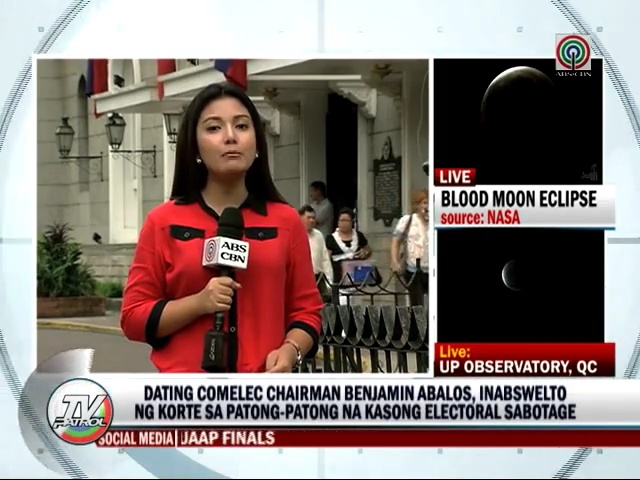 ABS-CBN
LIVE
BLOOD MOON ECLIPSE
source: NASA
ABS
CBN
Live:
UP OBSERVATORY, QC
DATING COMELEC CHAIRMAN BENJAMIN ABALOS, INABSWELTO
NG KORTE SA PATONG-PATONG NA KASONG ELECTORAL SABOTAGE
TV
PATROL
SOCIAL MEDIA UAAP FINALS